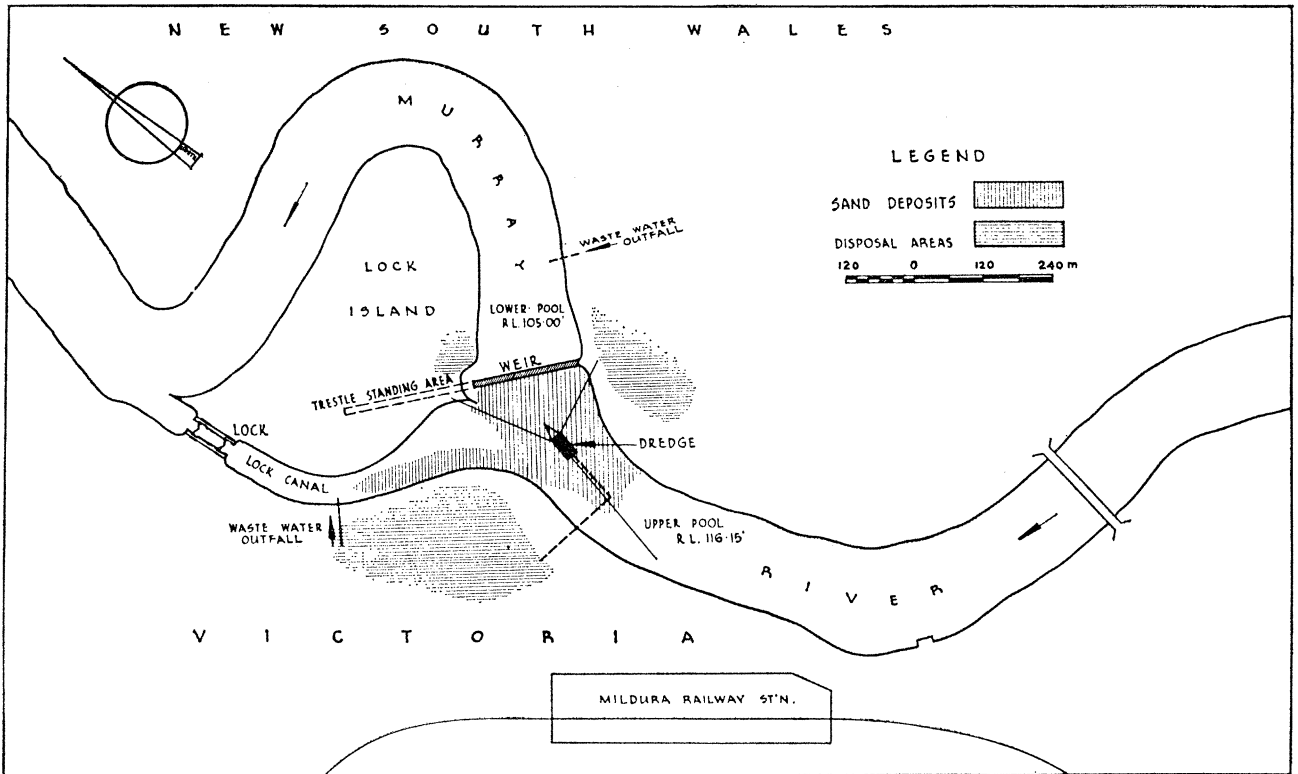 NEW SOUTH WALES
MURRAY
LEGEND
SAND DEPOSITS
DISPOSAL AREAS
120 0 120 240 m
WASTE WATER
OUTFALL
LOCK
ISLAND
LOWER POOL
R.L. 105·00'
WEIR
TRESTLE STANDING AREA
DREDGE
LOCK
LOCK CANAL
WASTE WATER
OUTFALL
UPPER POOL
R.L. 116·15'
RIVER
VICTORIA
MILDURA RAILWAY ST'N.